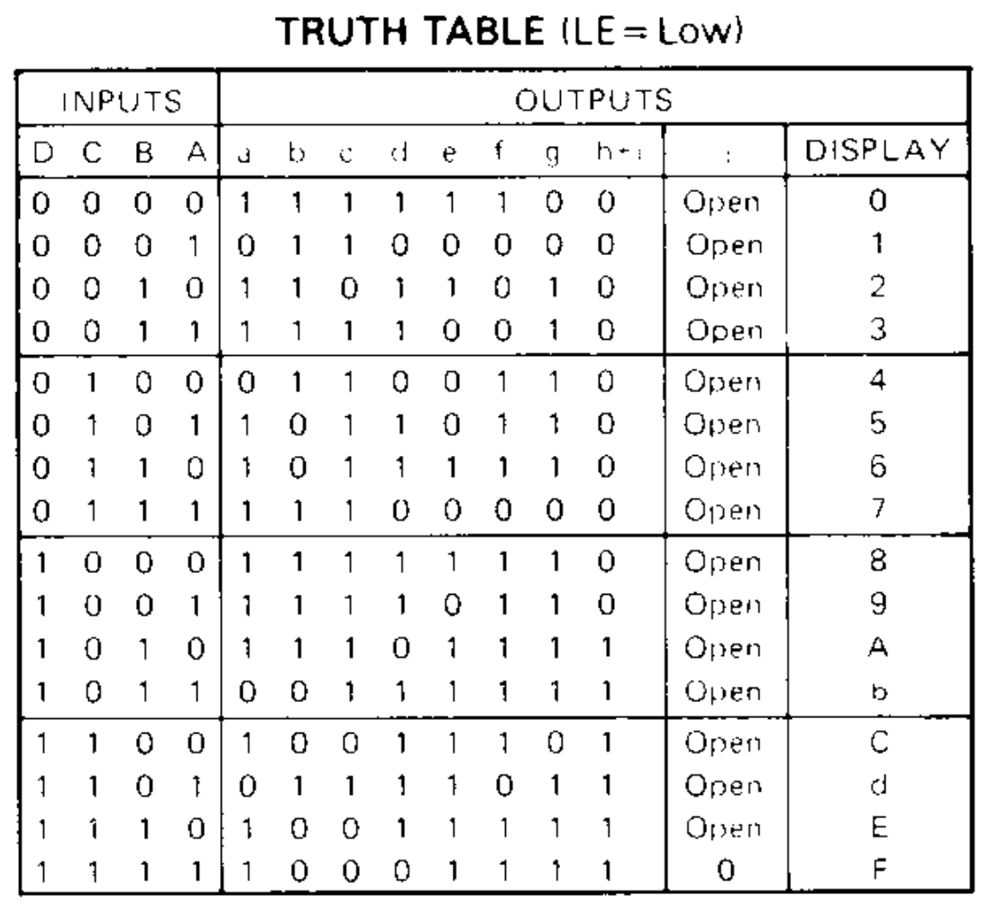 TRUTH TABLE (LE = Low)
INPUTS OUTPUTS
D C B A a b c d e f g h+i DISPLAY
0 0 0 0 1 1 1 1 1 1 0 0 Open 0
0 0 0 1 0 1 1 0 0 0 0 0 Open 1
0 0 1 0 1 1 0 1 1 0 1 0 Open 2
0 0 1 1 1 1 1 1 0 0 1 0 Open 3
0 1 0 0 0 1 1 0 0 1 1 0 Open 4
0 1 0 1 1 0 1 1 0 1 1 0 Open 5
0 1 1 0 1 0 1 1 1 1 1 0 Open 6
0 1 1 1 1 1 1 0 0 0 0 0 Open 7
1 0 0 0 1 1 1 1 1 1 1 0 Open 8
1 0 0 1 1 1 1 1 0 1 1 0 Open 9
1 0 1 0 1 1 1 0 1 1 1 1 Open A
1 0 1 1 0 0 1 1 1 1 1 1 Open b
1 1 0 0 1 0 0 1 1 1 0 1 Open C
1 1 0 1 0 1 1 1 1 0 1 1 Open d
1 1 1 0 1 0 0 1 1 1 1 1 Open E
1 1 1 1 1 0 0 0 1 1 1 1 0 F